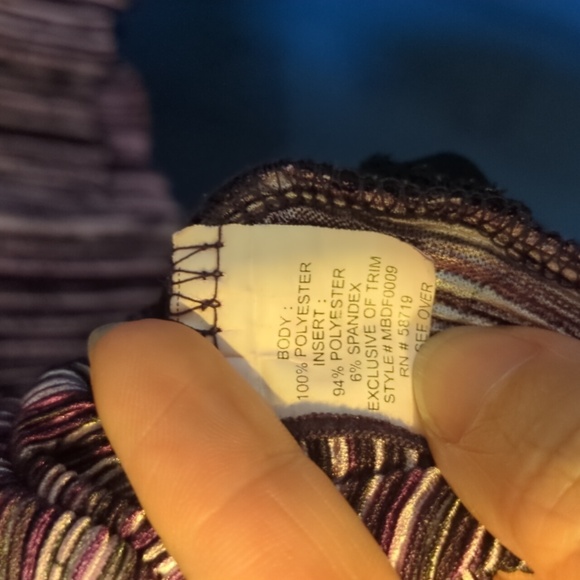 BODY :
100% POLYESTER
INSERT :
94% POLYESTER
6% SPANDEX
EXCLUSIVE OF TRIM
STYLE # MBDF0009
RN # 58719
SEE OVER